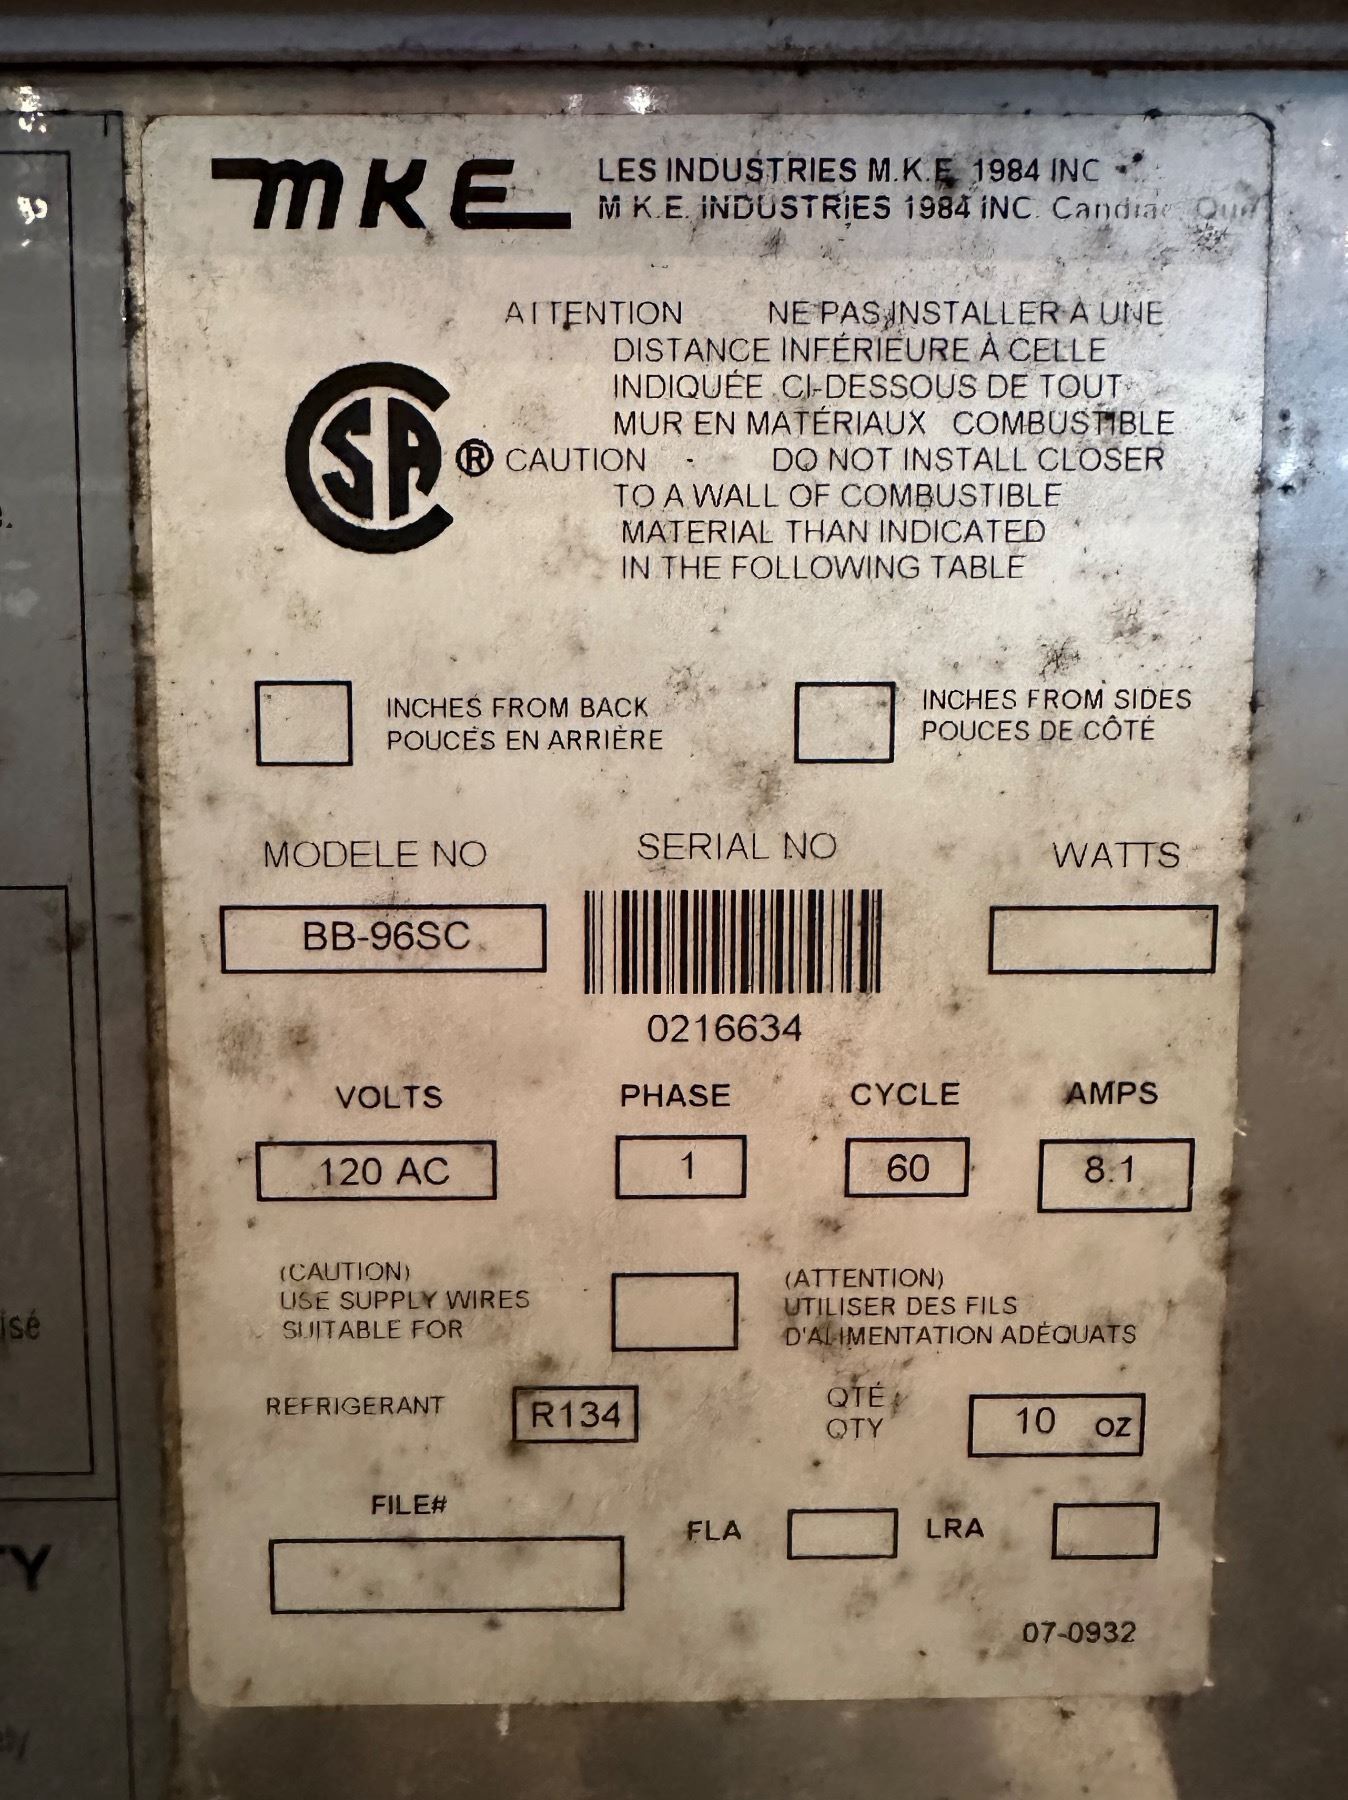 MKE
LES INDUSTRIES M.K.E. 1984 INC
M.K.E. INDUSTRIES 1984 INC. Candiac
ATTENTION NE PAS INSTALLER À UNE
DISTANCE INFÉRIEURE À CELLE
INDIQUÉE CI-DESSOUS DE TOUT
MUR EN MATÉRIAUX COMBUSTIBLE
CSA ® CAUTION - DO NOT INSTALL CLOSER
TO A WALL OF COMBUSTIBLE
MATERIAL THAN INDICATED
IN THE FOLLOWING TABLE
INCHES FROM BACK
POUCES EN ARRIÈRE
INCHES FROM SIDES
POUCES DE CÔTÉ
MODELE NO SERIAL NO WATTS
BB-96SC
0216634
VOLTS PHASE CYCLE AMPS
120 AC 1 60 8.1
(CAUTION)
USE SUPPLY WIRES
SUITABLE FOR
(ATTENTION)
UTILISER DES FILS
D'ALIMENTATION ADÉQUATS
REFRIGERANT R134
QTÉ
QTY
10 oz
FILE#
FLA LRA
07-0932